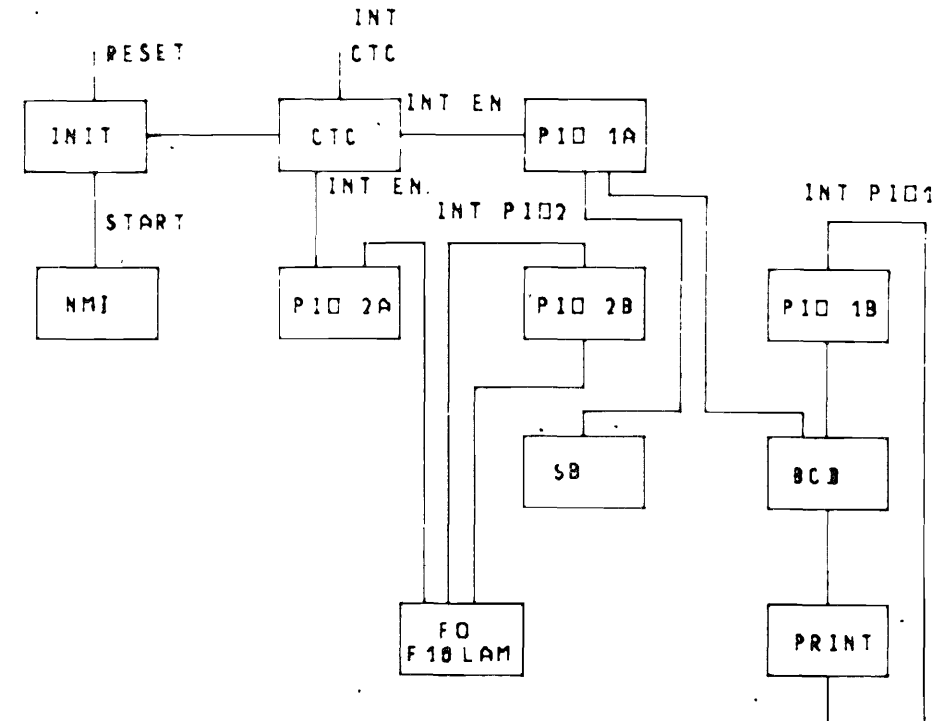 INT
RESET
CTC
INIT
CTC
INT EN
PIO 1A
INT EN.
START
INT PIO2
INT PIO1
NMI
PIO 2A
PIO 2B
PIO 1B
SB
BCD
FO
F18 LAM
PRINT